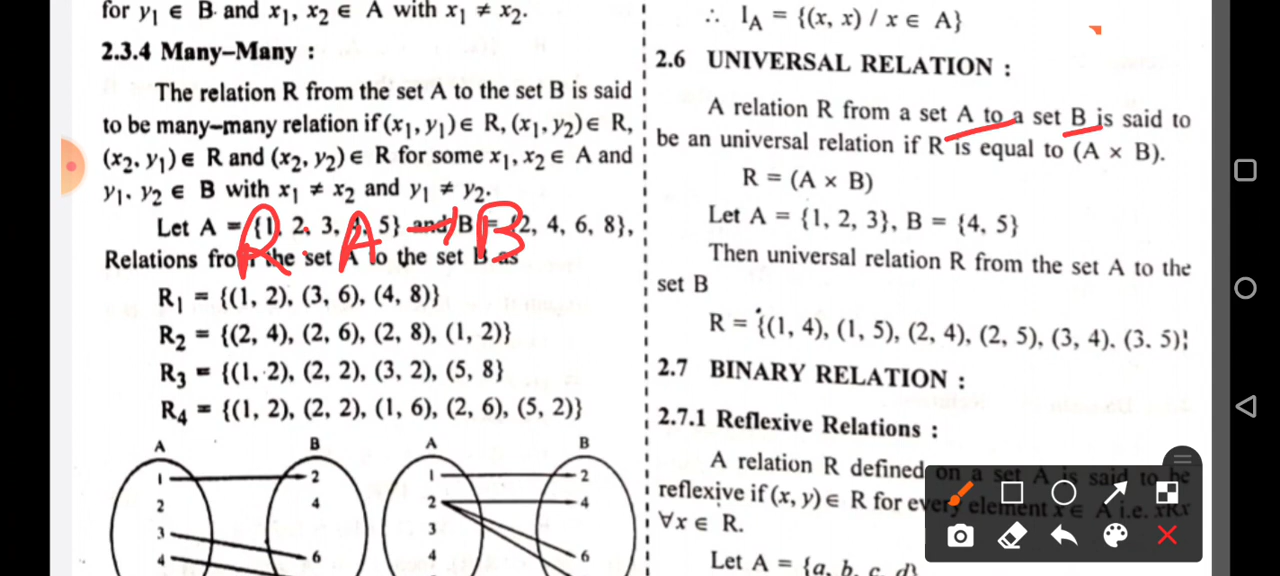 for y₁ ∈ B and x₁, x₂ ∈ A with x₁ ≠ x₂.
2.3.4 Many–Many :
The relation R from the set A to the set B is said
to be many–many relation if (x₁, y₁) ∈ R, (x₁, y₂) ∈ R,
(x₂, y₁) ∈ R and (x₂, y₂) ∈ R for some x₁, x₂ ∈ A and
y₁, y₂ ∈ B with x₁ ≠ x₂ and y₁ ≠ y₂.
Let A = {1, 2, 3, 4, 5} and B = {2, 4, 6, 8},
R : A → B
Relations from the set A to the set B as
R₁ = {(1, 2), (3, 6), (4, 8)}
R₂ = {(2, 4), (2, 6), (2, 8), (1, 2)}
R₃ = {(1, 2), (2, 2), (3, 2), (5, 8}
R₄ = {(1, 2), (2, 2), (1, 6), (2, 6), (5, 2)}
A B A B
1 2 1 2
2 4 2 4
3 3
4 6 4 6
∴ I_A = {(x, x) / x ∈ A}
2.6 UNIVERSAL RELATION :
A relation R from a set A to a set B is said to
be an universal relation if R is equal to (A × B).
R = (A × B)
Let A = {1, 2, 3}, B = {4, 5}
Then universal relation R from the set A to the
set B
R = {(1, 4), (1, 5), (2, 4), (2, 5), (3, 4). (3. 5)}
2.7 BINARY RELATION :
2.7.1 Reflexive Relations :
A relation R defined on a set A is said to be
reflexive if (x, y) ∈ R for every element x ∈ A i.e. xRx
∀x ∈ R.
Let A = {a, b, c, d}